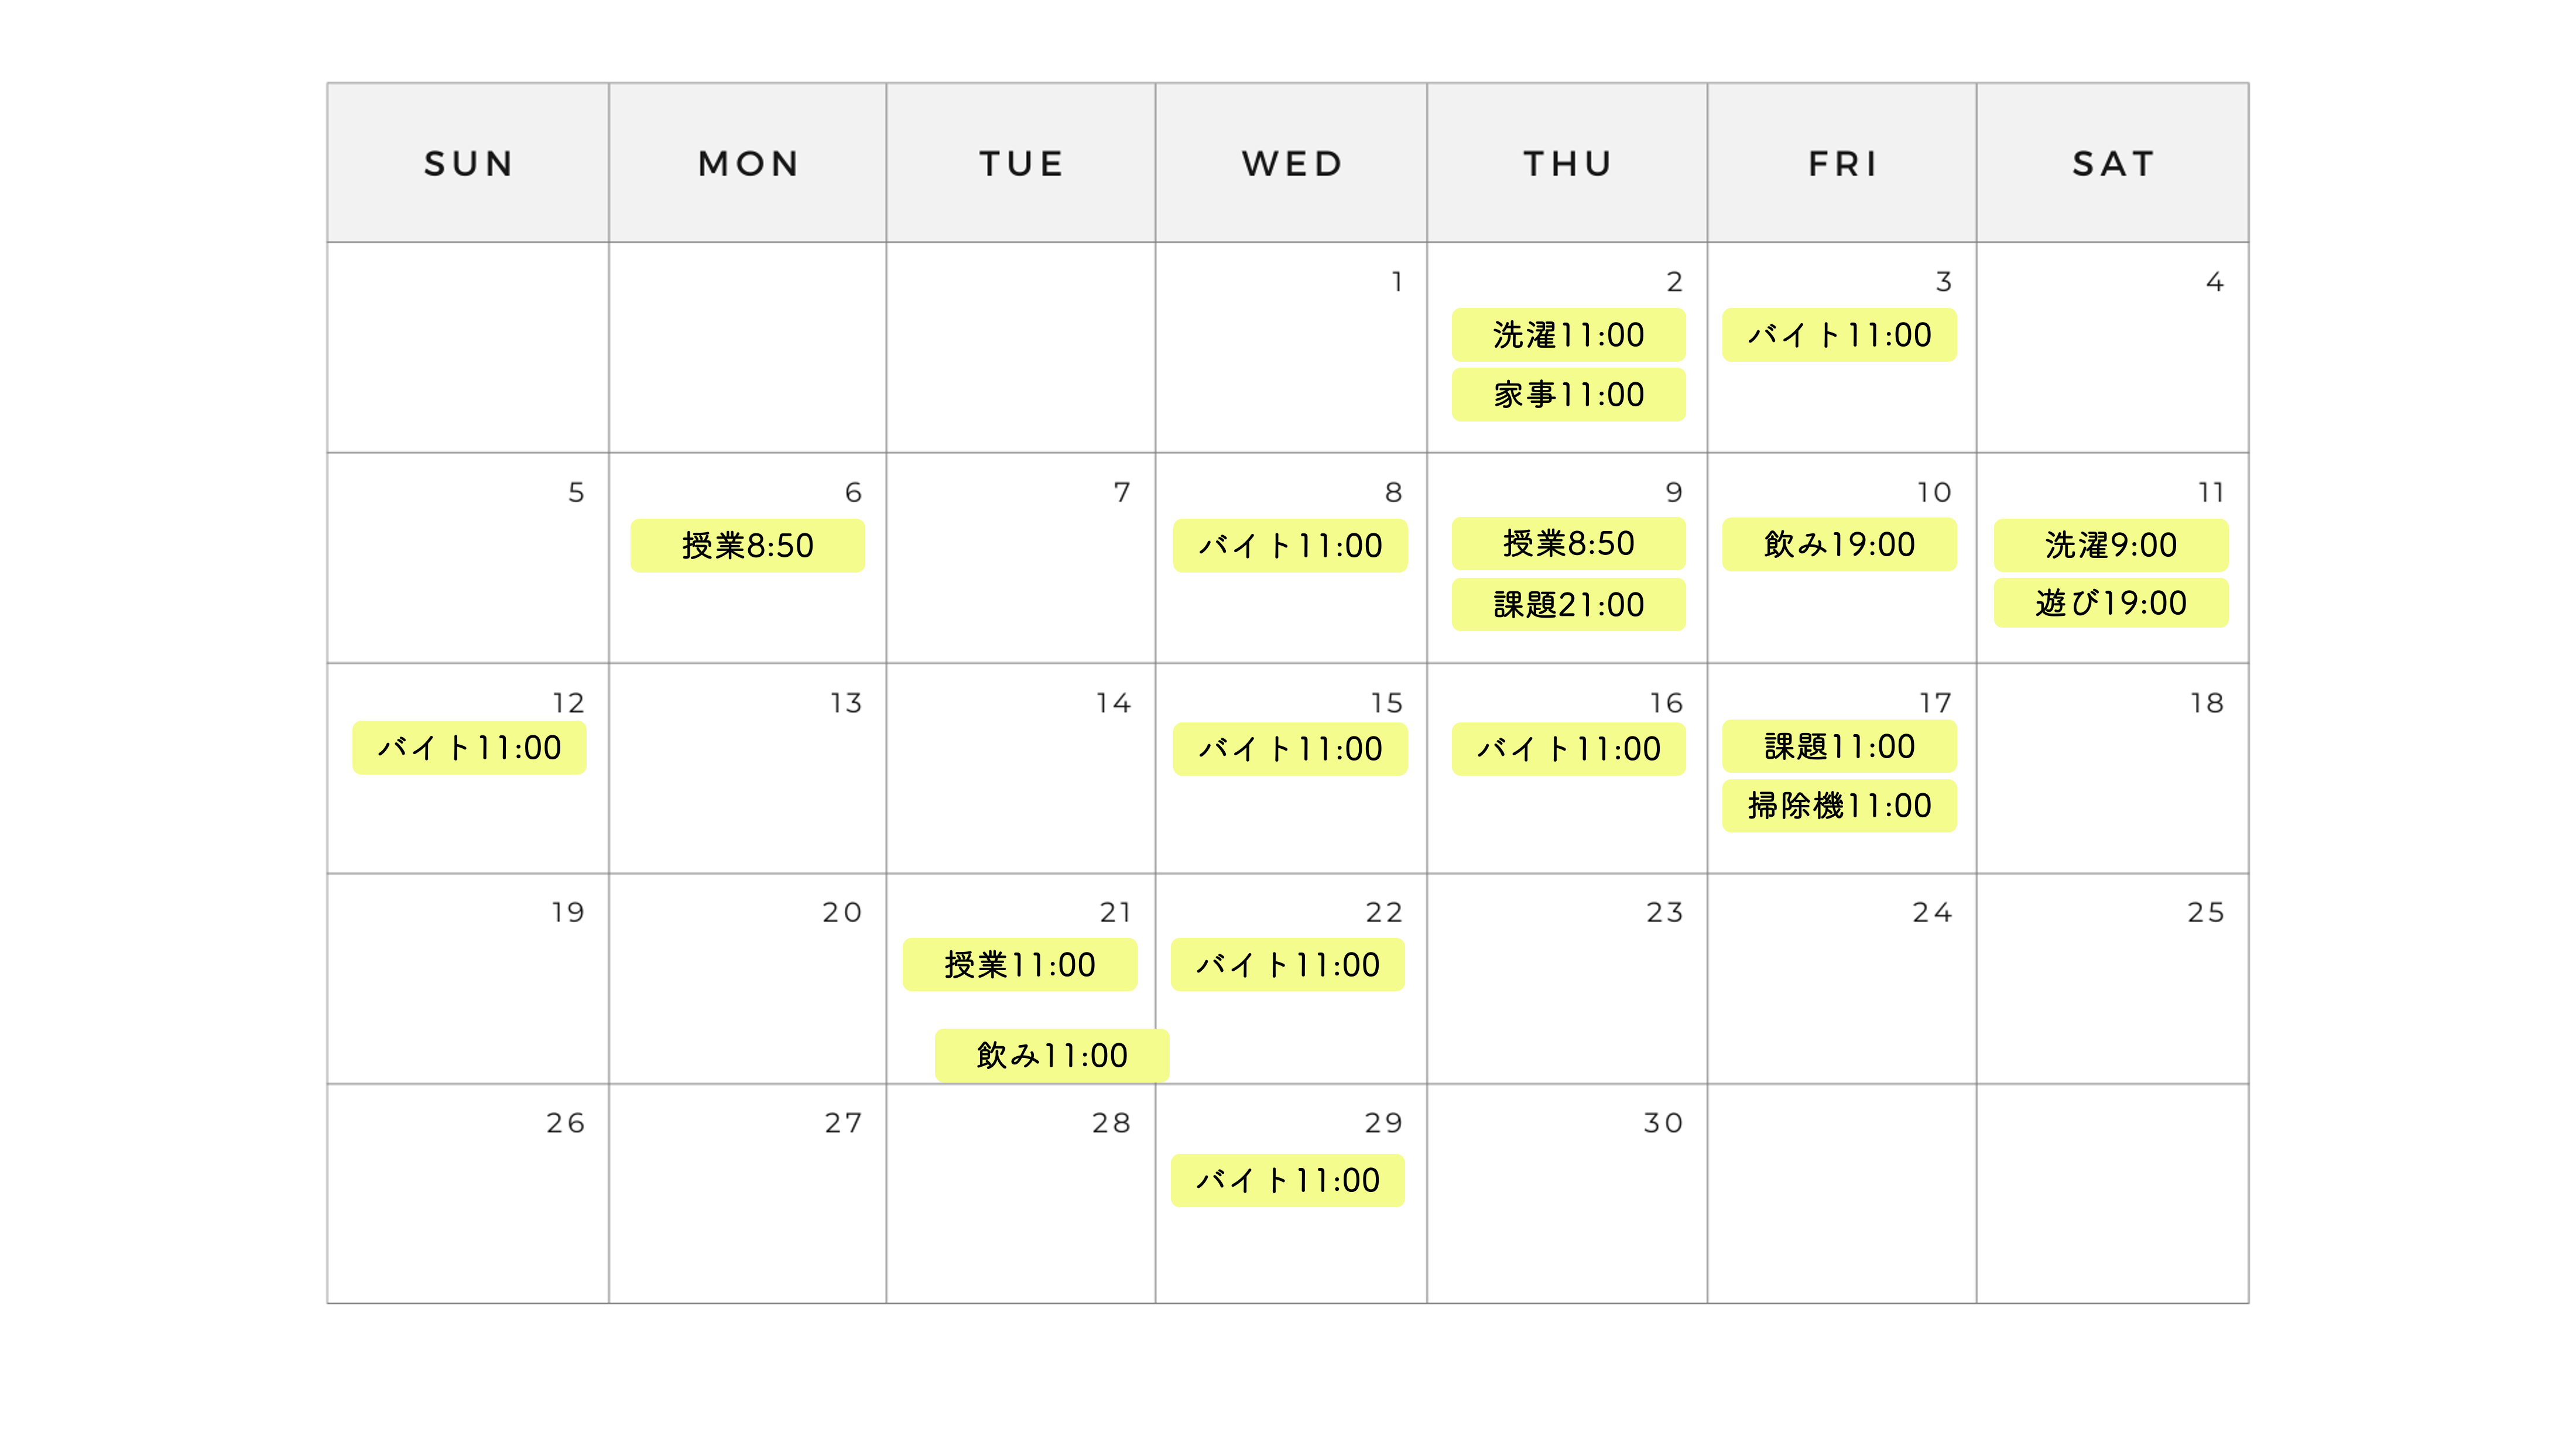 SUN MON TUE WED THU FRI SAT
1 2 3 4
洗濯11:00 バイト11:00
家事11:00
5 6 7 8 9 10 11
授業8:50 バイト11:00 授業8:50 飲み19:00 洗濯9:00
課題21:00 遊び19:00
12 13 14 15 16 17 18
バイト11:00 バイト11:00 バイト11:00 課題11:00
掃除機11:00
19 20 21 22 23 24 25
授業11:00 バイト11:00
飲み11:00
26 27 28 29 30
バイト11:00